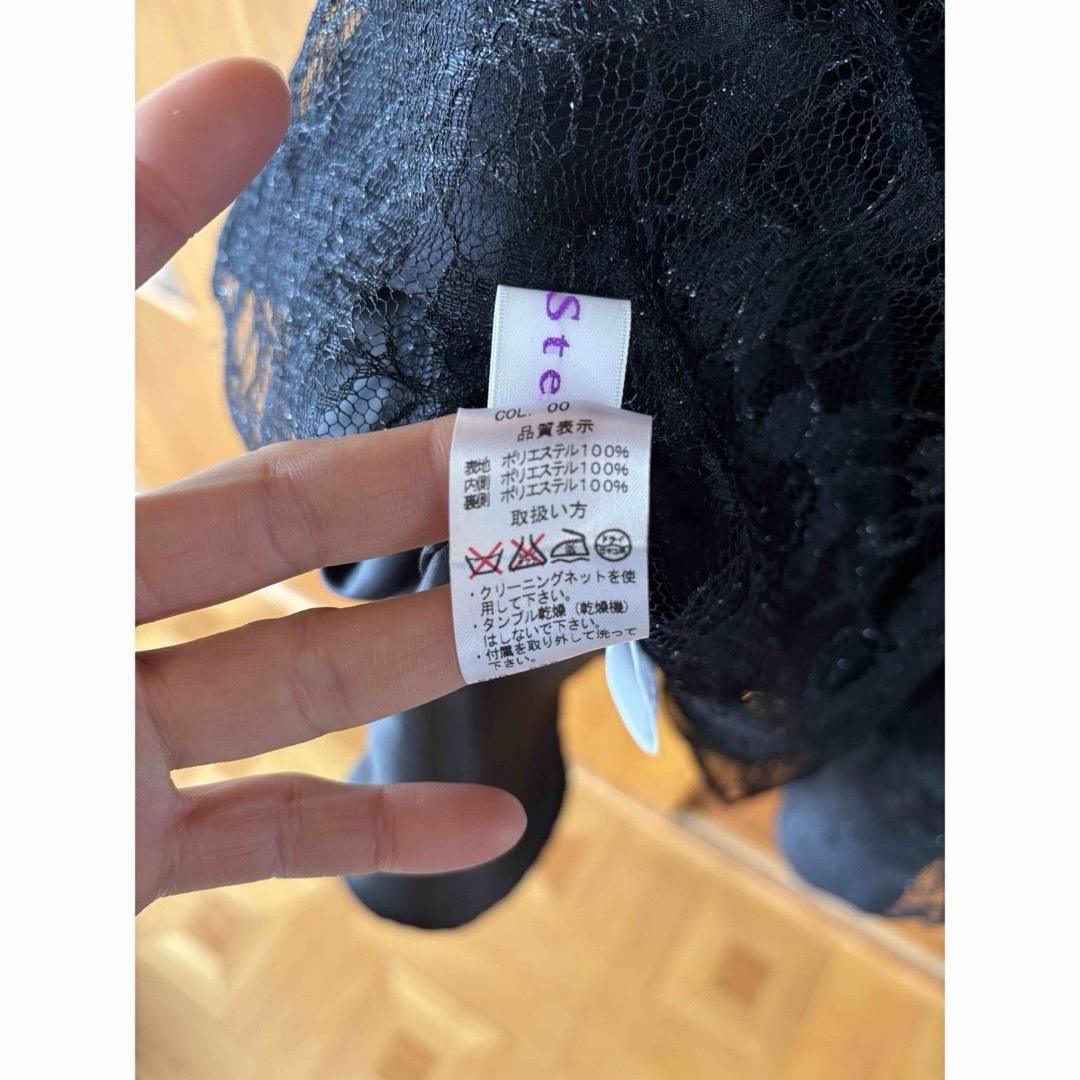 Ste
COL. 00
品質表示
表地 ポリエステル100%
内側 ポリエステル100%
裏側 ポリエステル100%
取扱い方
ドライ
・クリーニングネットを使
用して下さい。
・タンブル乾燥（乾燥機）
はしないで下さい。
・付属を取り外して洗って
下さい。